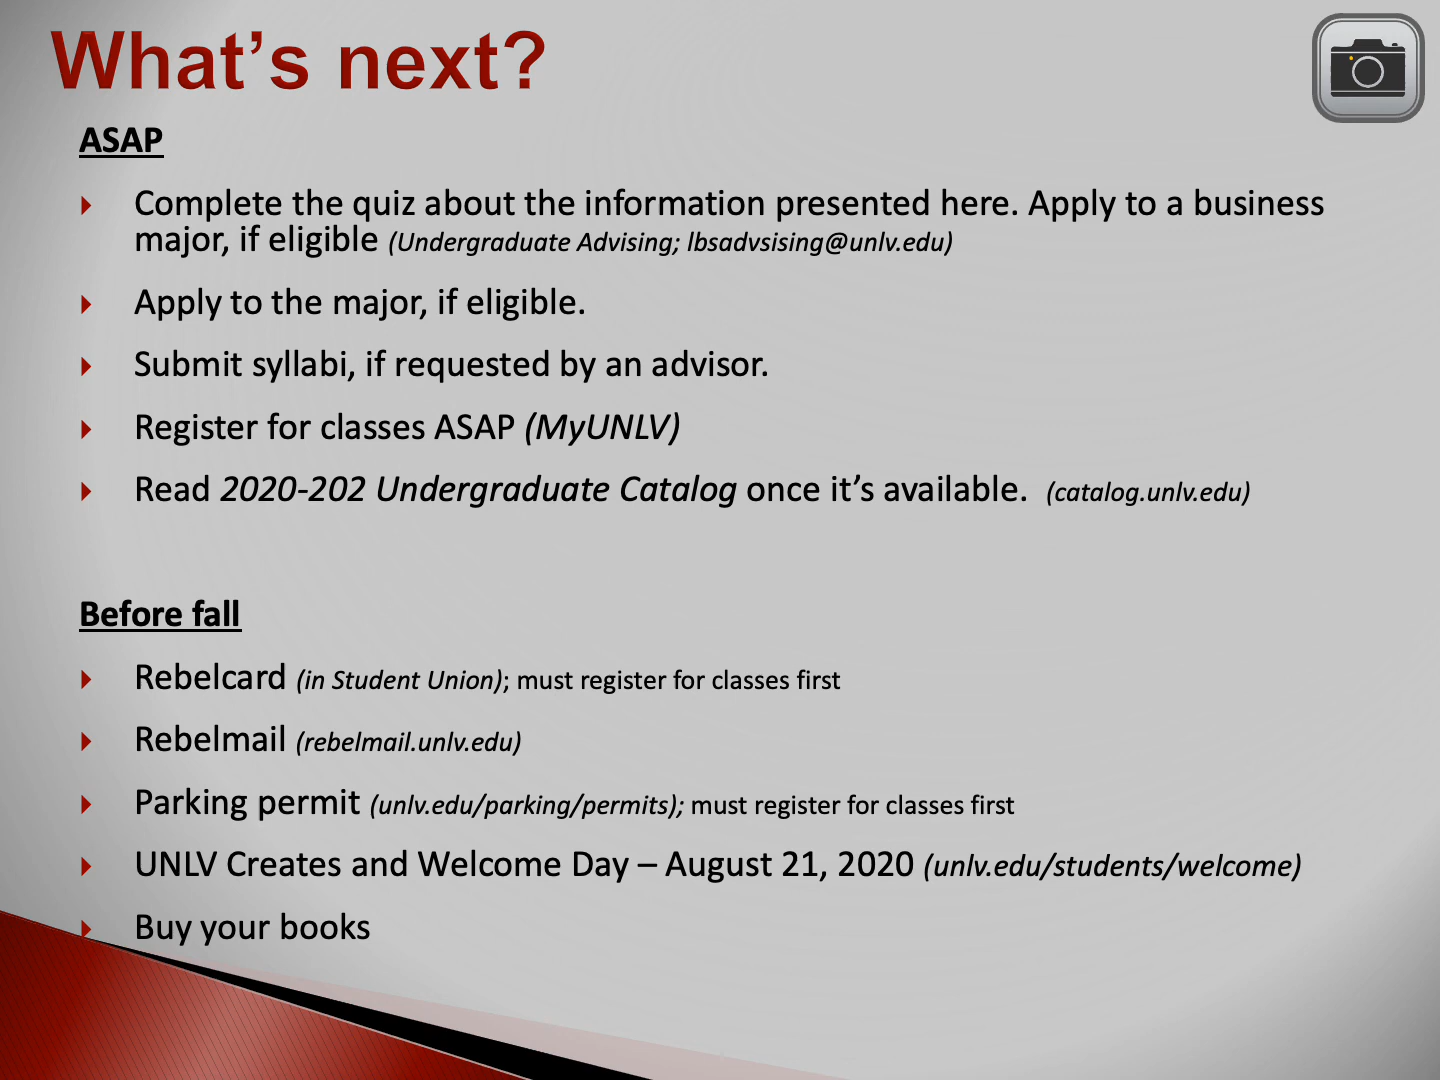 What’s next?
ASAP
Complete the quiz about the information presented here. Apply to a business
major, if eligible (Undergraduate Advising; lbsadvsising@unlv.edu)
Apply to the major, if eligible.
Submit syllabi, if requested by an advisor.
Register for classes ASAP (MyUNLV)
Read 2020-202 Undergraduate Catalog once it’s available. (catalog.unlv.edu)
Before fall
Rebelcard (in Student Union); must register for classes first
Rebelmail (rebelmail.unlv.edu)
Parking permit (unlv.edu/parking/permits); must register for classes first
UNLV Creates and Welcome Day – August 21, 2020 (unlv.edu/students/welcome)
Buy your books